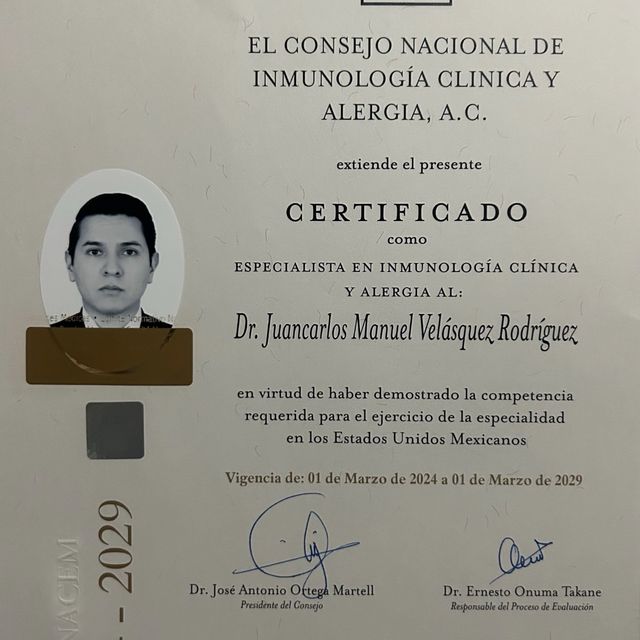 EL CONSEJO NACIONAL DE
INMUNOLOGÍA CLINICA Y
ALERGIA, A.C.
extiende el presente
CERTIFICADO
como
ESPECIALISTA EN INMUNOLOGÍA CLÍNICA
Y ALERGIA AL:
Dr. Juancarlos Manuel Velásquez Rodríguez
en virtud de haber demostrado la competencia
requerida para el ejercicio de la especialidad
en los Estados Unidos Mexicanos
Vigencia de: 01 de Marzo de 2024 a 01 de Marzo de 2029
Dr. José Antonio Ortega Martell
Presidente del Consejo
Dr. Ernesto Onuma Takane
Responsable del Proceso de Evaluación
NACEM
- 2029